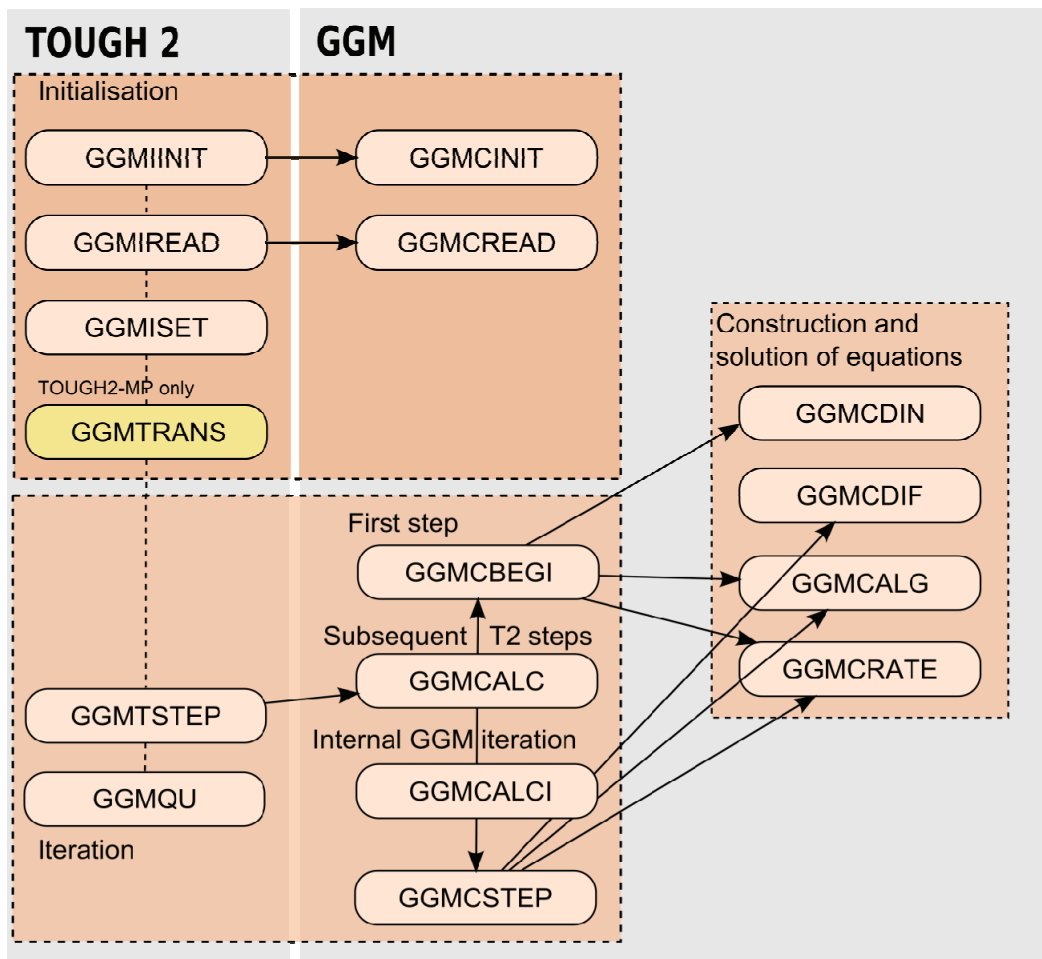 TOUGH 2
GGM
Initialisation
GGMIINIT
GGMCINIT
GGMIREAD
GGMCREAD
GGMISET
TOUGH2-MP only
GGMTRANS
Construction and
solution of equations
GGMCDIN
GGMCDIF
GGMCALG
GGMCRATE
First step
GGMCBEGI
Subsequent T2 steps
GGMCALC
GGMTSTEP
Internal GGM iteration
GGMCALCI
GGMQU
Iteration
GGMCSTEP